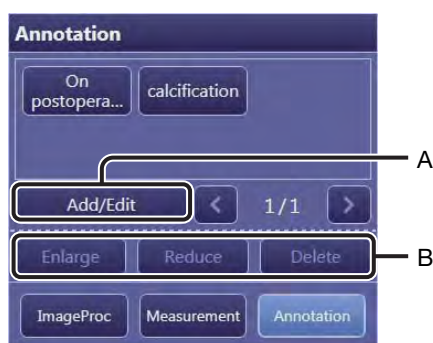 Annotation
On
postopera...
calcification
A
Add/Edit
<
1/1
>
Enlarge
Reduce
Delete
B
ImageProc
Measurement
Annotation